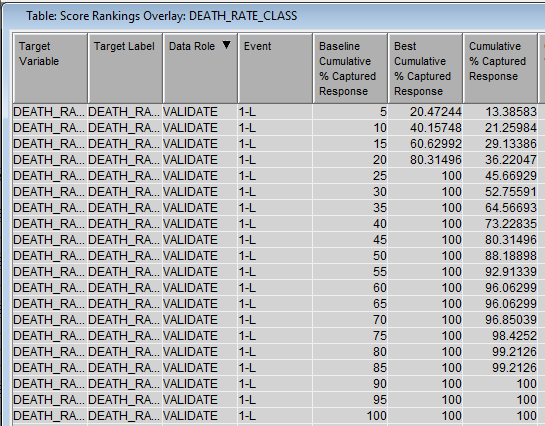 Table: Score Rankings Overlay: DEATH_RATE_CLASS
Target Variable Target Label Data Role ▼ Event Baseline Cumulative % Captured Response Best Cumulative % Captured Response Cumulative % Captured Response
DEATH_RA... DEATH_RA... VALIDATE 1-L 5 20.47244 13.38583
DEATH_RA... DEATH_RA... VALIDATE 1-L 10 40.15748 21.25984
DEATH_RA... DEATH_RA... VALIDATE 1-L 15 60.62992 29.13386
DEATH_RA... DEATH_RA... VALIDATE 1-L 20 80.31496 36.22047
DEATH_RA... DEATH_RA... VALIDATE 1-L 25 100 45.66929
DEATH_RA... DEATH_RA... VALIDATE 1-L 30 100 52.75591
DEATH_RA... DEATH_RA... VALIDATE 1-L 35 100 64.56693
DEATH_RA... DEATH_RA... VALIDATE 1-L 40 100 73.22835
DEATH_RA... DEATH_RA... VALIDATE 1-L 45 100 80.31496
DEATH_RA... DEATH_RA... VALIDATE 1-L 50 100 88.18898
DEATH_RA... DEATH_RA... VALIDATE 1-L 55 100 92.91339
DEATH_RA... DEATH_RA... VALIDATE 1-L 60 100 96.06299
DEATH_RA... DEATH_RA... VALIDATE 1-L 65 100 96.06299
DEATH_RA... DEATH_RA... VALIDATE 1-L 70 100 96.85039
DEATH_RA... DEATH_RA... VALIDATE 1-L 75 100 98.4252
DEATH_RA... DEATH_RA... VALIDATE 1-L 80 100 99.2126
DEATH_RA... DEATH_RA... VALIDATE 1-L 85 100 99.2126
DEATH_RA... DEATH_RA... VALIDATE 1-L 90 100 100
DEATH_RA... DEATH_RA... VALIDATE 1-L 95 100 100
DEATH_RA... DEATH_RA... VALIDATE 1-L 100 100 100